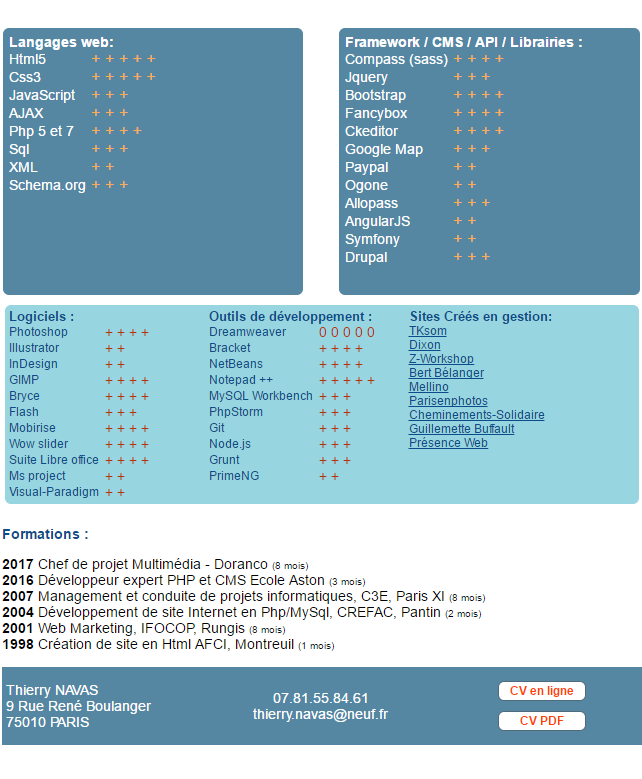 Langages web:
Html5 + + + + +
Css3 + + + + +
JavaScript + + +
AJAX + + +
Php 5 et 7 + + + +
Sql + + +
XML + +
Schema.org + + +
Framework / CMS / API / Librairies :
Compass (sass) + + + +
Jquery + + +
Bootstrap + + + +
Fancybox + + + +
Ckeditor + + + +
Google Map + + +
Paypal + +
Ogone + +
Allopass + + +
AngularJS + +
Symfony + +
Drupal + + +
Logiciels :
Photoshop + + + +
Illustrator + +
InDesign + +
GIMP + + + +
Bryce + + + +
Flash + + +
Mobirise + + + +
Wow slider + + + +
Suite Libre office + + + +
Ms project + +
Visual-Paradigm + +
Outils de développement :
Dreamweaver 0 0 0 0 0
Bracket + + + +
NetBeans + + + +
Notepad ++ + + + + +
MySQL Workbench + + +
PhpStorm + + +
Git + + +
Node.js + + +
Grunt + + +
PrimeNG + +
Sites Créés en gestion:
TKsom
Dixon
Z-Workshop
Bert Bélanger
Mellino
Parisenphotos
Cheminements-Solidaire
Guillemette Buffault
Présence Web
Formations :
2017 Chef de projet Multimédia - Doranco (8 mois)
2016 Développeur expert PHP et CMS Ecole Aston (3 mois)
2007 Management et conduite de projets informatiques, C3E, Paris XI (8 mois)
2004 Développement de site Internet en Php/MySql, CREFAC, Pantin (2 mois)
2001 Web Marketing, IFOCOP, Rungis (8 mois)
1998 Création de site en Html AFCI, Montreuil (1 mois)
Thierry NAVAS
9 Rue René Boulanger
75010 PARIS
07.81.55.84.61
thierry.navas@neuf.fr
CV en ligne
CV PDF